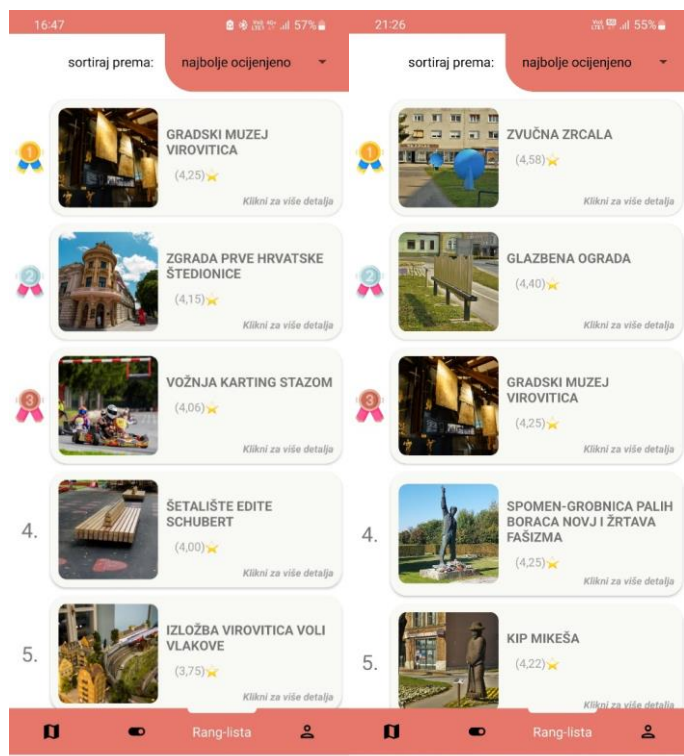 16:47
57%
sortiraj prema:
najbolje ocijenjeno
1
GRADSKI MUZEJ
VIROVITICA
(4,25)
Klikni za više detalja
2
ZGRADA PRVE HRVATSKE
ŠTEDIONICE
(4,15)
Klikni za više detalja
3
VOŽNJA KARTING STAZOM
(4,06)
Klikni za više detalja
4.
ŠETALIŠTE EDITE
SCHUBERT
(4,00)
Klikni za više detalja
5.
IZLOŽBA VIROVITICA VOLI
VLAKOVE
(3,75)
Klikni za više detalja
Rang-lista
21:26
55%
sortiraj prema:
najbolje ocijenjeno
1
ZVUČNA ZRCALA
(4,58)
Klikni za više detalja
2
GLAZBENA OGRADA
(4,40)
Klikni za više detalja
3
GRADSKI MUZEJ
VIROVITICA
(4,25)
Klikni za više detalja
4.
SPOMEN-GROBNICA PALIH
BORACA NOVJ I ŽRTAVA
FAŠIZMA
(4,25)
Klikni za više detalja
5.
KIP MIKEŠA
(4,22)
Klikni za više detalja
Rang-lista